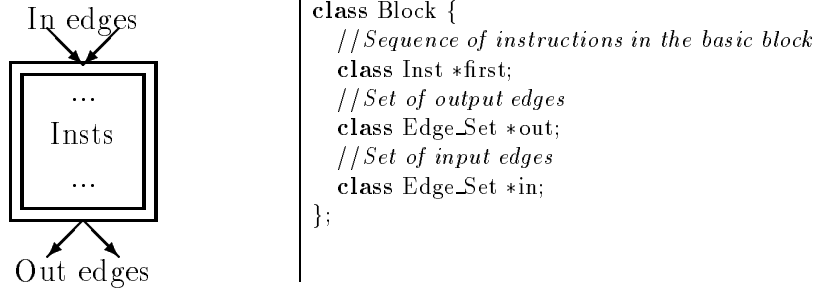 In edges
...
Insts
...
Out edges
class Block {
//Sequence of instructions in the basic block
class Inst *first;
//Set of output edges
class Edge_Set *out;
//Set of input edges
class Edge_Set *in;
};